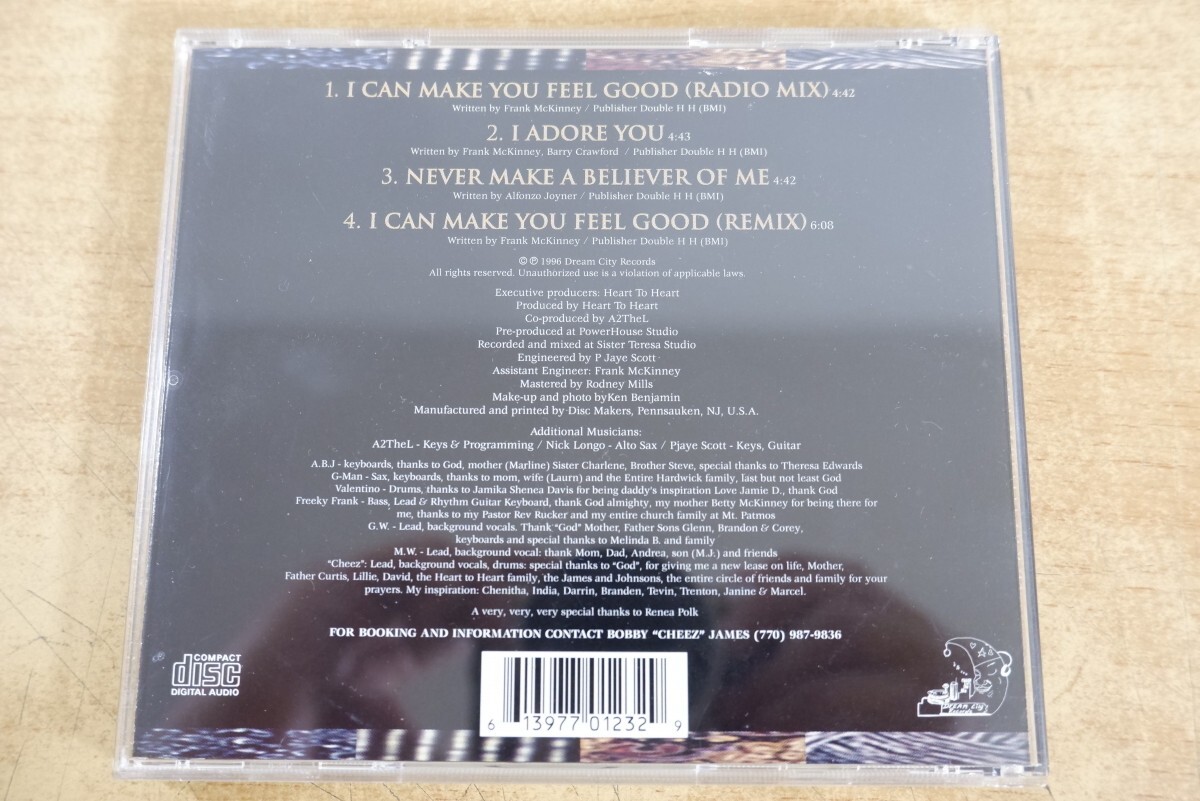 1. I CAN MAKE YOU FEEL GOOD (RADIO MIX) 4:42
Written by Frank McKinney / Publisher Double H H (BMI)
2. I ADORE YOU 4:43
Written by Frank McKinney, Barry Crawford / Publisher Double H H (BMI)
3. NEVER MAKE A BELIEVER OF ME 4:42
Written by Alfonzo Joyner / Publisher Double H H (BMI)
4. I CAN MAKE YOU FEEL GOOD (REMIX) 6:08
Written by Frank McKinney / Publisher Double H H (BMI)
© ℗ 1996 Dream City Records
All rights reserved. Unauthorized use is a violation of applicable laws.
Executive producers: Heart To Heart
Produced by Heart To Heart
Co-produced by A2TheL
Pre-produced at PowerHouse Studio
Recorded and mixed at Sister Teresa Studio
Engineered by P Jaye Scott
Assistant Engineer: Frank McKinney
Mastered by Rodney Mills
Make-up and photo byKen Benjamin
Manufactured and printed by Disc Makers, Pennsauken, NJ, U.S.A.
Additional Musicians:
A2TheL - Keys & Programming / Nick Longo - Alto Sax / Pjaye Scott - Keys, Guitar
A.B.J - keyboards, thanks to God, mother (Marline) Sister Charlene, Brother Steve, special thanks to Theresa Edwards
G-Man - Sax, keyboards, thanks to mom, wife (Laurn) and the Entire Hardwick family, last but not least God
Valentino - Drums, thanks to Jamika Shenea Davis for being daddy's inspiration Love Jamie D., thank God
Freeky Frank - Bass, Lead & Rhythm Guitar Keyboard, thank God almighty, my mother Betty McKinney for being there for
me, thanks to my Pastor Rev Rucker and my entire church family at Mt. Patmos
G.W. - Lead, background vocals. Thank "God" Mother, Father Sons Glenn, Brandon & Corey,
keyboards and special thanks to Melinda B. and family
M.W. - Lead, background vocal: thank Mom, Dad, Andrea, son (M.J.) and friends
"Cheez": Lead, background vocals, drums: special thanks to "God", for giving me a new lease on life, Mother,
Father Curtis, Lillie, David, the Heart to Heart family, the James and Johnsons, the entire circle of friends and family for your
prayers. My inspiration: Chenitha, India, Darrin, Branden, Tevin, Trenton, Janine & Marcel.
A very, very, very special thanks to Renea Polk
FOR BOOKING AND INFORMATION CONTACT BOBBY "CHEEZ" JAMES (770) 987-9836
COMPACT
disc
DIGITAL AUDIO
6 13977 01232 9
Dream City
Records